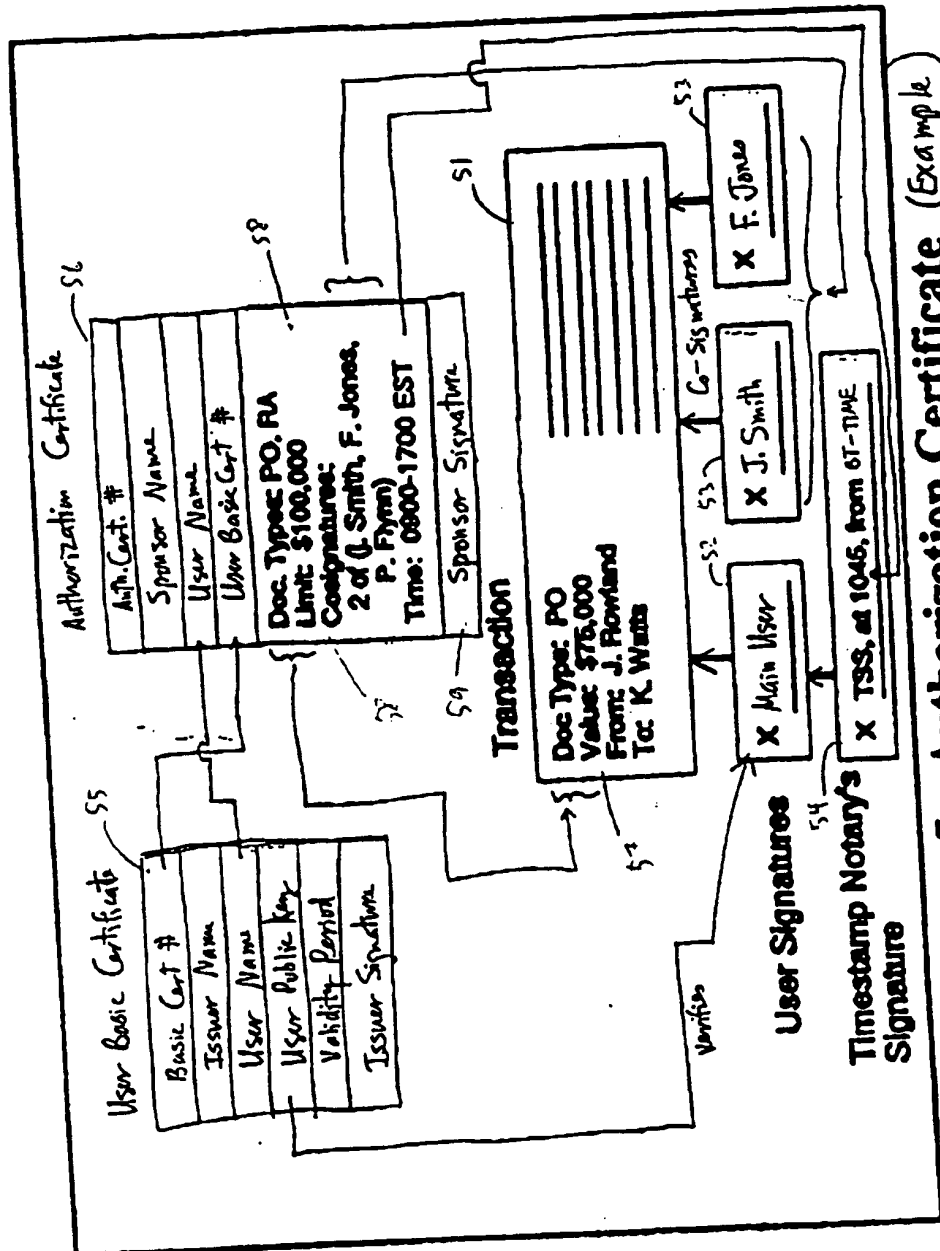 User Basic Certificate
55
Basic Cert #
Issuer Name
User Name
User Public Key
Validity Period
Issuer Signature
Authorization Certificate
56
Auth. Cert. #
Sponsor Name
User Name
User Basic Cert #
Doc. Types: PO, RA
Limit: $100,000
Cosignatures:
2 of (J. Smith, F. Jones,
P. Flynn)
Time: 0900-1700 EST
58
Sponsor Signature
59
Transaction
51
Doc Type: PO
Value: $75,000
From: J. Rowland
To: K. Watts
Verifies
User Signatures
52
X Main User
Co-Signatures
53
X J. Smith
53
X F. Jones
Timestamp Notary's
Signature
54
X TSS, at 1045, from BT-TIME
Authorization Certificate (Example